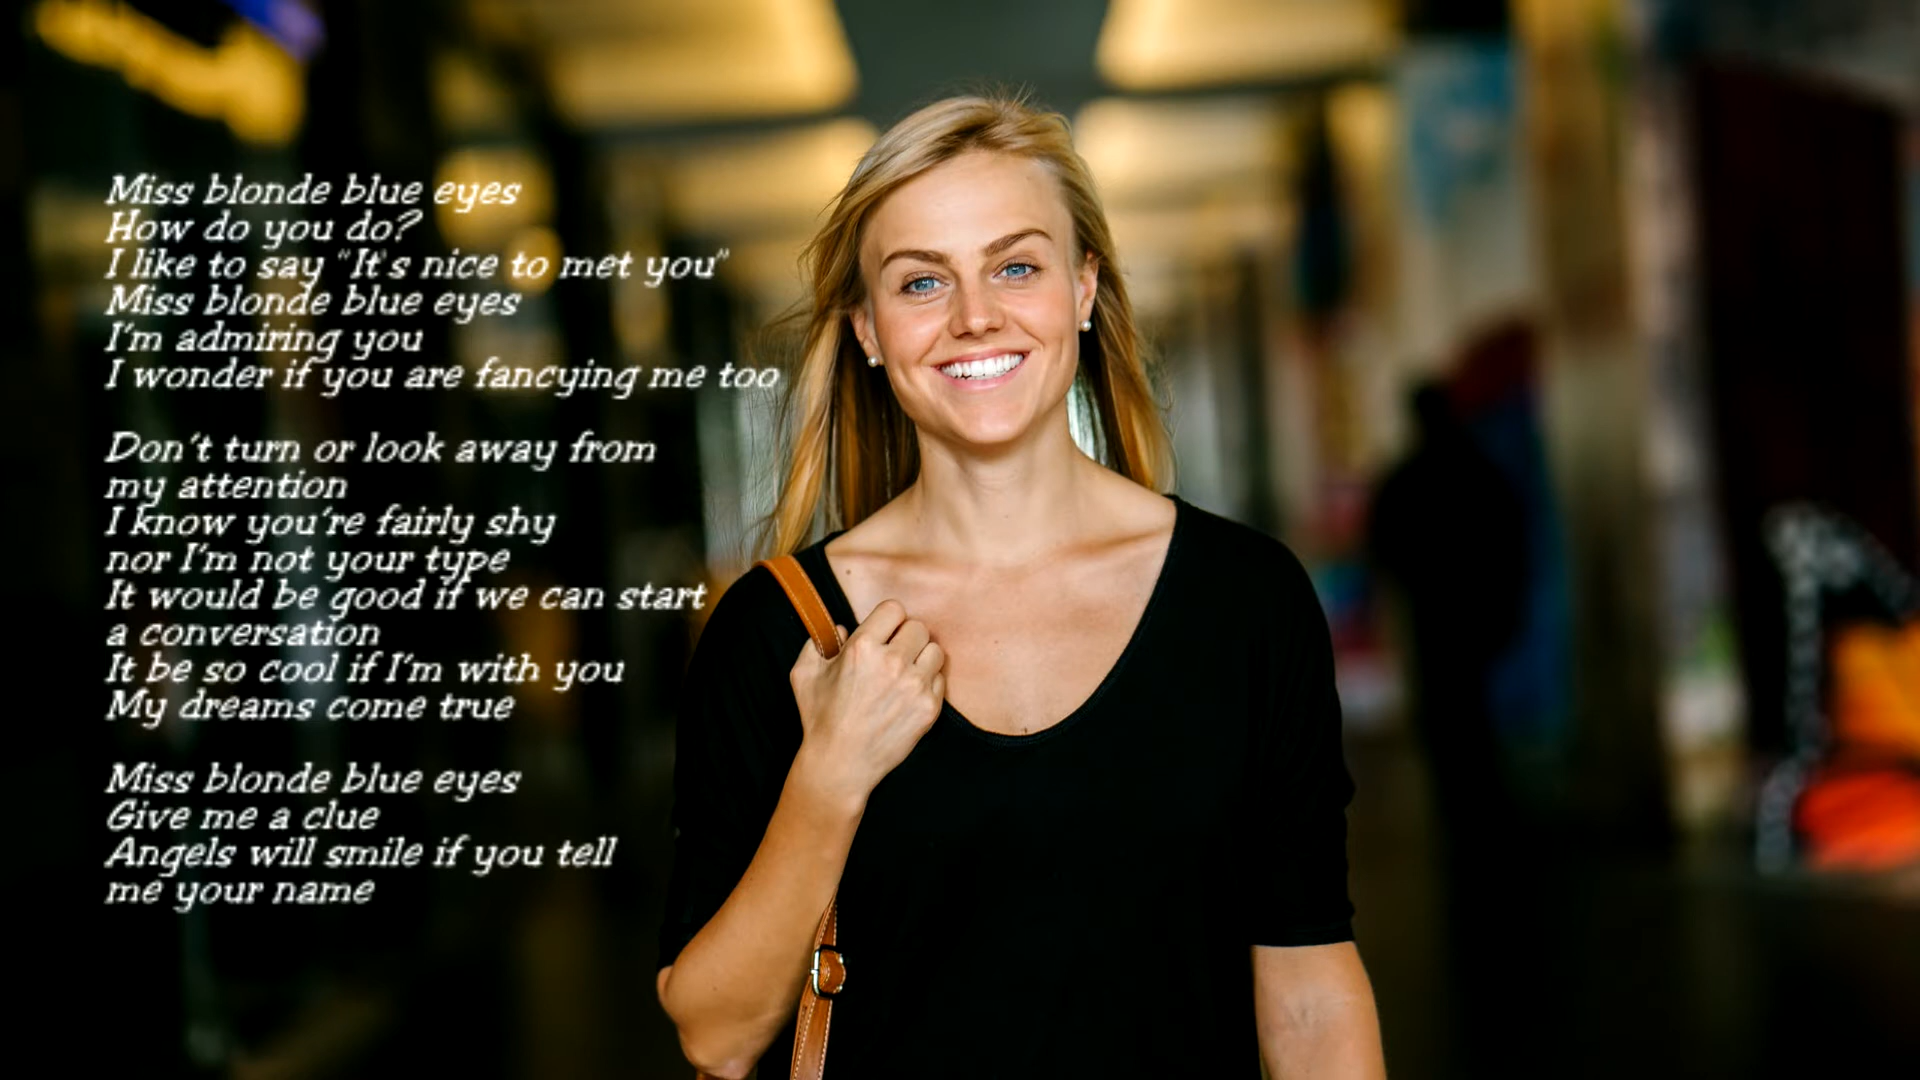 Miss blonde blue eyes
How do you do?
I like to say "It's nice to met you"
Miss blonde blue eyes
I'm admiring you
I wonder if you are fancying me too
Don't turn or look away from
my attention
I know you're fairly shy
nor I'm not your type
It would be good if we can start
a conversation
It be so cool if I'm with you
My dreams come true
Miss blonde blue eyes
Give me a clue
Angels will smile if you tell
me your name